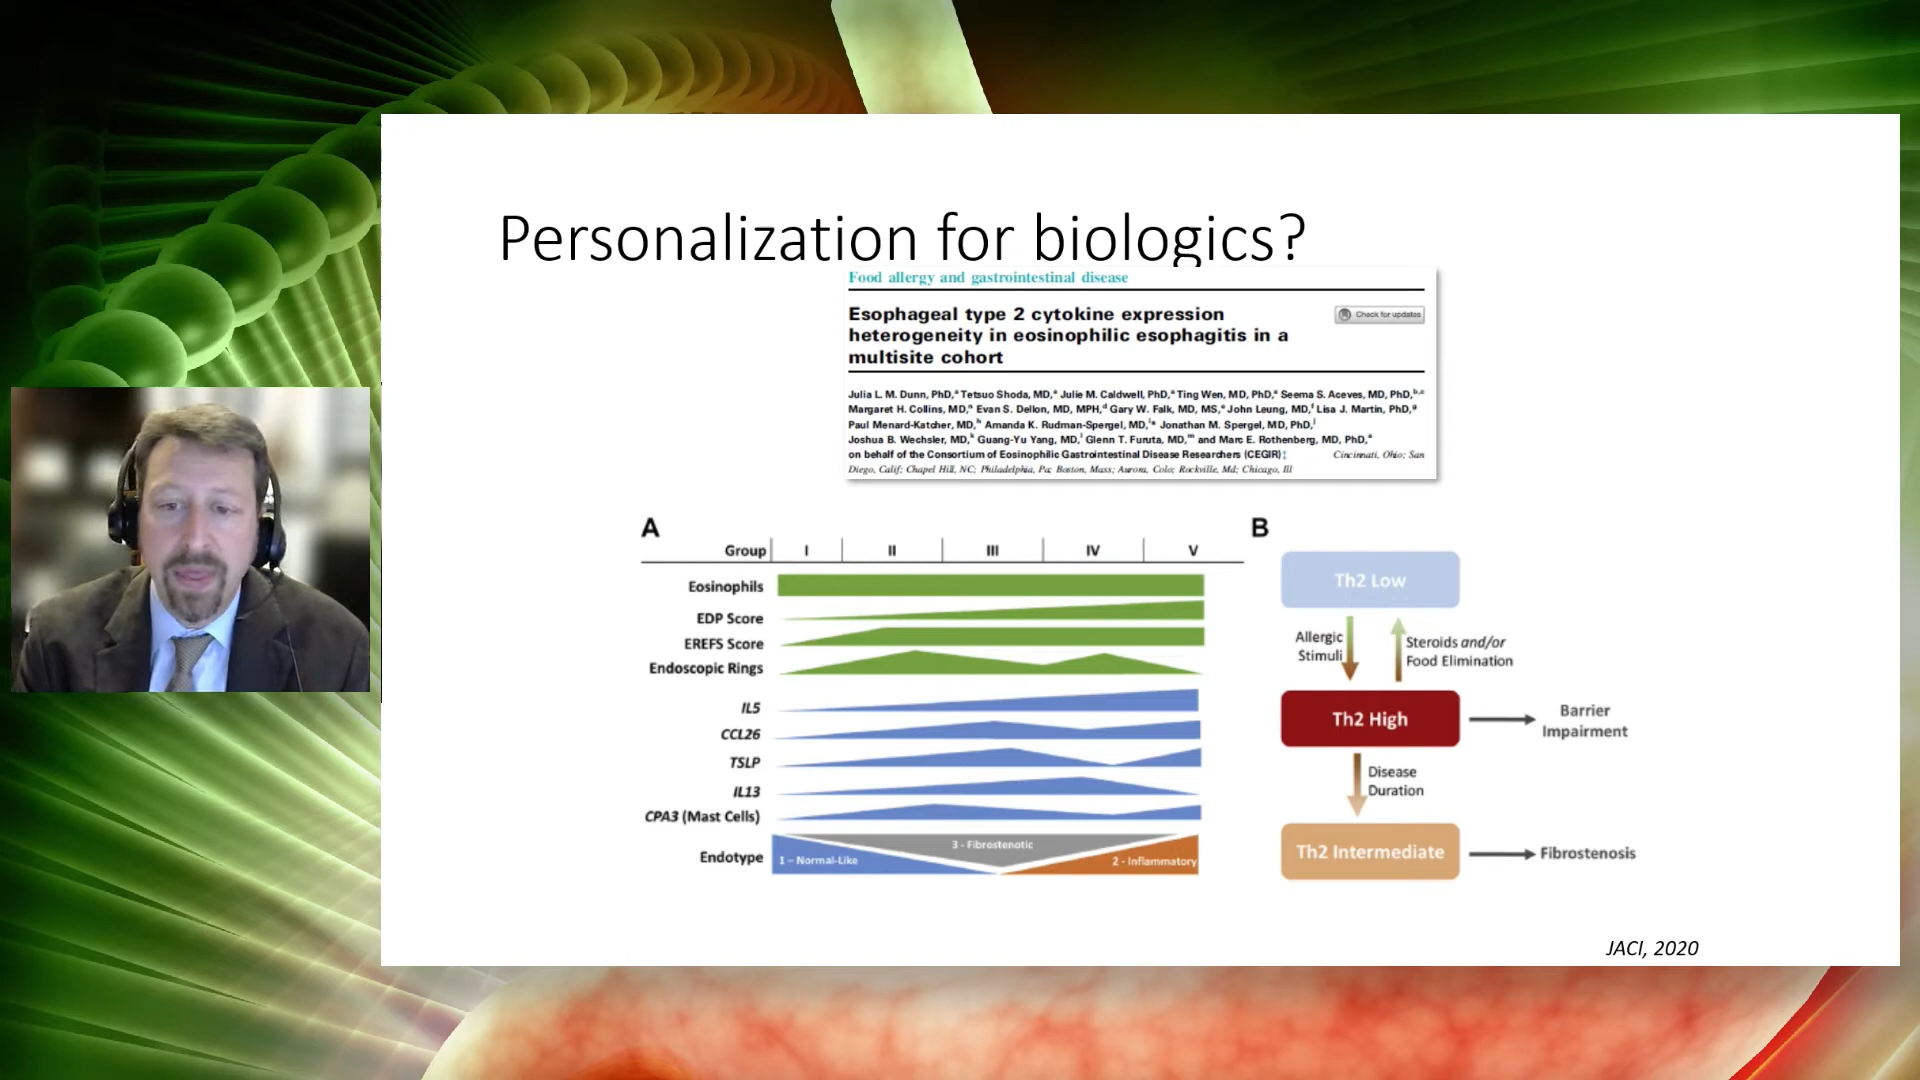 Personalization for biologics?
Food allergy and gastrointestinal disease
Esophageal type 2 cytokine expression
heterogeneity in eosinophilic esophagitis in a
multisite cohort
Check for updates
Julia L. M. Dunn, PhD,a Tetsuo Shoda, MD,a Julie M. Caldwell, PhD,a Ting Wen, MD, PhD,a Seema S. Aceves, MD, PhD,b,c
Margaret H. Collins, MD,a Evan S. Dellon, MD, MPH,d Gary W. Falk, MD, MS,e John Leung, MD,f Lisa J. Martin, PhD,g
Paul Menard-Katcher, MD,h Amanda K. Rudman-Spergel, MD,i* Jonathan M. Spergel, MD, PhD,j
Joshua B. Wechsler, MD,k Guang-Yu Yang, MD,l Glenn T. Furuta, MD,m and Marc E. Rothenberg, MD, PhD,a
on behalf of the Consortium of Eosinophilic Gastrointestinal Disease Researchers (CEGIR)‡ Cincinnati, Ohio; San
Diego, Calif; Chapel Hill, NC; Philadelphia, Pa; Boston, Mass; Aurora, Colo; Rockville, Md; Chicago, Ill
A
Group I II III IV V
Eosinophils
EDP Score
EREFS Score
Endoscopic Rings
IL5
CCL26
TSLP
IL13
CPA3 (Mast Cells)
Endotype
1 – Normal-Like
3 - Fibrostenotic
2 - Inflammatory
B
Th2 Low
Allergic
Stimuli
Steroids and/or
Food Elimination
Th2 High
Barrier
Impairment
Disease
Duration
Th2 Intermediate
Fibrostenosis
JACI, 2020